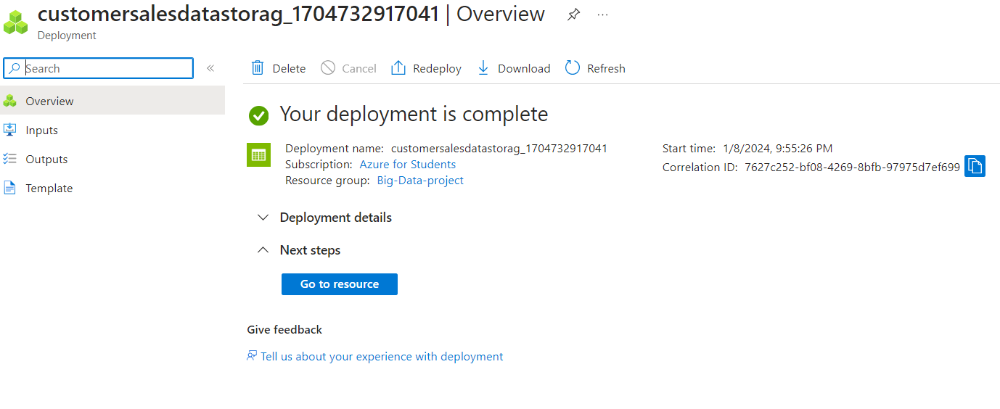 customersalesdatastorag_1704732917041 | Overview
Deployment
Search
Overview
Inputs
Outputs
Template
Delete Cancel Redeploy Download Refresh
Your deployment is complete
Deployment name: customersalesdatastorag_1704732917041
Subscription: Azure for Students
Resource group: Big-Data-project
Start time: 1/8/2024, 9:55:26 PM
Correlation ID: 7627c252-bf08-4269-8bfb-97975d7ef699
Deployment details
Next steps
Go to resource
Give feedback
Tell us about your experience with deployment